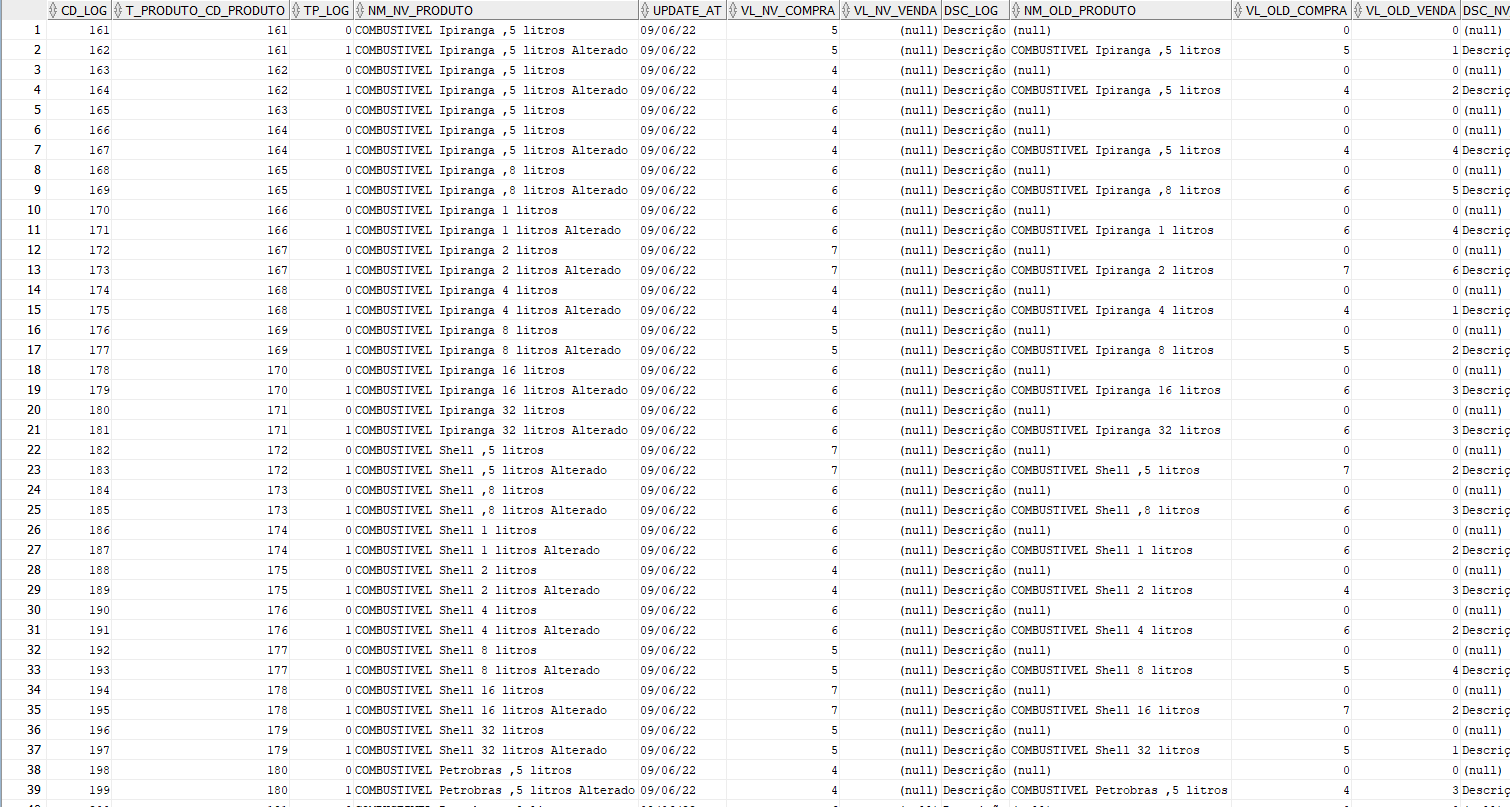 CD_LOG T_PRODUTO_CD_PRODUTO TP_LOG NM_NV_PRODUTO UPDATE_AT VL_NV_COMPRA VL_NV_VENDA DSC_LOG NM_OLD_PRODUTO VL_OLD_COMPRA VL_OLD_VENDA DSC_NV
1 161 161 0 COMBUSTIVEL Ipiranga ,5 litros 09/06/22 5 (null) Descrição (null) 0 0 (null)
2 162 161 1 COMBUSTIVEL Ipiranga ,5 litros Alterado 09/06/22 5 (null) Descrição COMBUSTIVEL Ipiranga ,5 litros 5 1 Descriç
3 163 162 0 COMBUSTIVEL Ipiranga ,5 litros 09/06/22 4 (null) Descrição (null) 0 0 (null)
4 164 162 1 COMBUSTIVEL Ipiranga ,5 litros Alterado 09/06/22 4 (null) Descrição COMBUSTIVEL Ipiranga ,5 litros 4 2 Descriç
5 165 163 0 COMBUSTIVEL Ipiranga ,5 litros 09/06/22 6 (null) Descrição (null) 0 0 (null)
6 166 164 0 COMBUSTIVEL Ipiranga ,5 litros 09/06/22 4 (null) Descrição (null) 0 0 (null)
7 167 164 1 COMBUSTIVEL Ipiranga ,5 litros Alterado 09/06/22 4 (null) Descrição COMBUSTIVEL Ipiranga ,5 litros 4 4 Descriç
8 168 165 0 COMBUSTIVEL Ipiranga ,8 litros 09/06/22 6 (null) Descrição (null) 0 0 (null)
9 169 165 1 COMBUSTIVEL Ipiranga ,8 litros Alterado 09/06/22 6 (null) Descrição COMBUSTIVEL Ipiranga ,8 litros 6 5 Descriç
10 170 166 0 COMBUSTIVEL Ipiranga 1 litros 09/06/22 6 (null) Descrição (null) 0 0 (null)
11 171 166 1 COMBUSTIVEL Ipiranga 1 litros Alterado 09/06/22 6 (null) Descrição COMBUSTIVEL Ipiranga 1 litros 6 4 Descriç
12 172 167 0 COMBUSTIVEL Ipiranga 2 litros 09/06/22 7 (null) Descrição (null) 0 0 (null)
13 173 167 1 COMBUSTIVEL Ipiranga 2 litros Alterado 09/06/22 7 (null) Descrição COMBUSTIVEL Ipiranga 2 litros 7 6 Descriç
14 174 168 0 COMBUSTIVEL Ipiranga 4 litros 09/06/22 4 (null) Descrição (null) 0 0 (null)
15 175 168 1 COMBUSTIVEL Ipiranga 4 litros Alterado 09/06/22 4 (null) Descrição COMBUSTIVEL Ipiranga 4 litros 4 1 Descriç
16 176 169 0 COMBUSTIVEL Ipiranga 8 litros 09/06/22 5 (null) Descrição (null) 0 0 (null)
17 177 169 1 COMBUSTIVEL Ipiranga 8 litros Alterado 09/06/22 5 (null) Descrição COMBUSTIVEL Ipiranga 8 litros 5 2 Descriç
18 178 170 0 COMBUSTIVEL Ipiranga 16 litros 09/06/22 6 (null) Descrição (null) 0 0 (null)
19 179 170 1 COMBUSTIVEL Ipiranga 16 litros Alterado 09/06/22 6 (null) Descrição COMBUSTIVEL Ipiranga 16 litros 6 3 Descriç
20 180 171 0 COMBUSTIVEL Ipiranga 32 litros 09/06/22 6 (null) Descrição (null) 0 0 (null)
21 181 171 1 COMBUSTIVEL Ipiranga 32 litros Alterado 09/06/22 6 (null) Descrição COMBUSTIVEL Ipiranga 32 litros 6 3 Descriç
22 182 172 0 COMBUSTIVEL Shell ,5 litros 09/06/22 7 (null) Descrição (null) 0 0 (null)
23 183 172 1 COMBUSTIVEL Shell ,5 litros Alterado 09/06/22 7 (null) Descrição COMBUSTIVEL Shell ,5 litros 7 2 Descriç
24 184 173 0 COMBUSTIVEL Shell ,8 litros 09/06/22 6 (null) Descrição (null) 0 0 (null)
25 185 173 1 COMBUSTIVEL Shell ,8 litros Alterado 09/06/22 6 (null) Descrição COMBUSTIVEL Shell ,8 litros 6 3 Descriç
26 186 174 0 COMBUSTIVEL Shell 1 litros 09/06/22 6 (null) Descrição (null) 0 0 (null)
27 187 174 1 COMBUSTIVEL Shell 1 litros Alterado 09/06/22 6 (null) Descrição COMBUSTIVEL Shell 1 litros 6 2 Descriç
28 188 175 0 COMBUSTIVEL Shell 2 litros 09/06/22 4 (null) Descrição (null) 0 0 (null)
29 189 175 1 COMBUSTIVEL Shell 2 litros Alterado 09/06/22 4 (null) Descrição COMBUSTIVEL Shell 2 litros 4 3 Descriç
30 190 176 0 COMBUSTIVEL Shell 4 litros 09/06/22 6 (null) Descrição (null) 0 0 (null)
31 191 176 1 COMBUSTIVEL Shell 4 litros Alterado 09/06/22 6 (null) Descrição COMBUSTIVEL Shell 4 litros 6 2 Descriç
32 192 177 0 COMBUSTIVEL Shell 8 litros 09/06/22 5 (null) Descrição (null) 0 0 (null)
33 193 177 1 COMBUSTIVEL Shell 8 litros Alterado 09/06/22 5 (null) Descrição COMBUSTIVEL Shell 8 litros 5 4 Descriç
34 194 178 0 COMBUSTIVEL Shell 16 litros 09/06/22 7 (null) Descrição (null) 0 0 (null)
35 195 178 1 COMBUSTIVEL Shell 16 litros Alterado 09/06/22 7 (null) Descrição COMBUSTIVEL Shell 16 litros 7 2 Descriç
36 196 179 0 COMBUSTIVEL Shell 32 litros 09/06/22 5 (null) Descrição (null) 0 0 (null)
37 197 179 1 COMBUSTIVEL Shell 32 litros Alterado 09/06/22 5 (null) Descrição COMBUSTIVEL Shell 32 litros 5 1 Descriç
38 198 180 0 COMBUSTIVEL Petrobras ,5 litros 09/06/22 4 (null) Descrição (null) 0 0 (null)
39 199 180 1 COMBUSTIVEL Petrobras ,5 litros Alterado 09/06/22 4 (null) Descrição COMBUSTIVEL Petrobras ,5 litros 4 3 Descriç